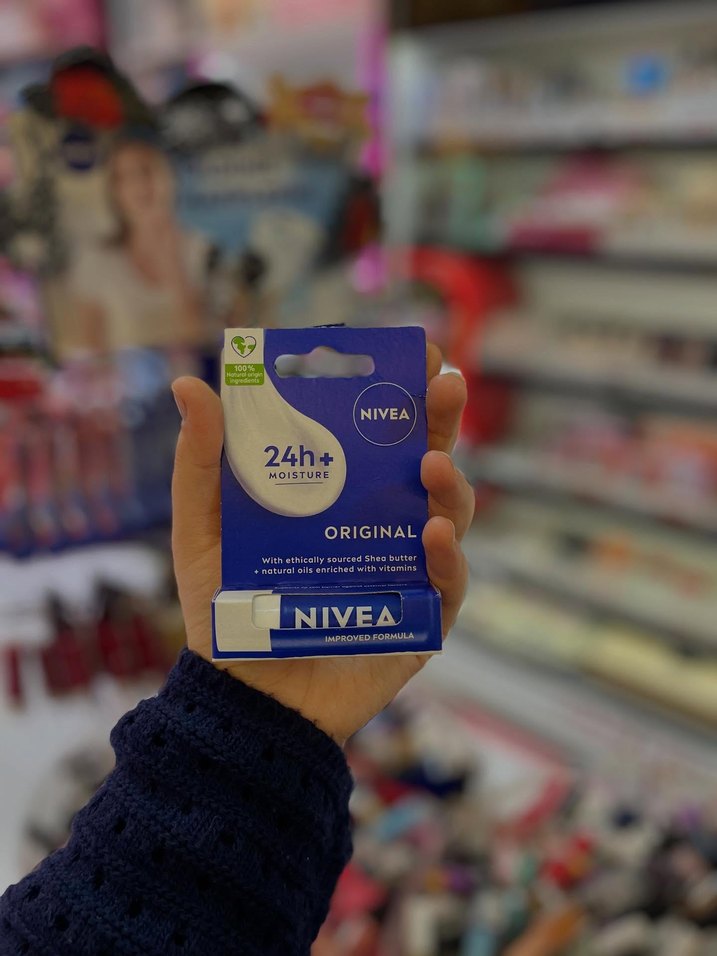 100%
Natural origin
ingredients
NIVEA
24h+
MOISTURE
ORIGINAL
With ethically sourced Shea butter
+ natural oils enriched with vitamins
NIVEA
IMPROVED FORMULA